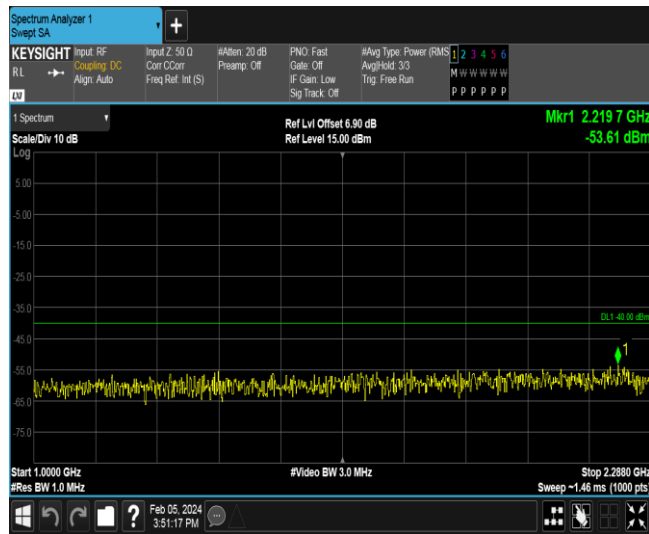 Spectrum Analyzer 1
Swept SA
+
KEYSIGHT
RL
LXI
Input: RF
Coupling: DC
Align: Auto
Input Z: 50 Ω
Corr CCorr
Freq Ref: Int (S)
#Atten: 20 dB
Preamp: Off
PNO: Fast
Gate: Off
IF Gain: Low
Sig Track: Off
#Avg Type: Power (RMS
Avg|Hold: 3/3
Trig: Free Run
1 2 3 4 5 6
M W W W W W
P P P P P P
1 Spectrum
Scale/Div 10 dB
Log
Ref Lvl Offset 6.90 dB
Ref Level 15.00 dBm
Mkr1 2.219 7 GHz
-53.61 dBm
5.00
-5.00
-15.0
-25.0
-35.0
DL1 -40.00 dBm
-45.0
1
-55.0
-65.0
-75.0
Start 1.0000 GHz
#Video BW 3.0 MHz
Stop 2.2880 GHz
#Res BW 1.0 MHz
Sweep ~1.46 ms (1000 pts)
?
Feb 05, 2024
3:51:17 PM